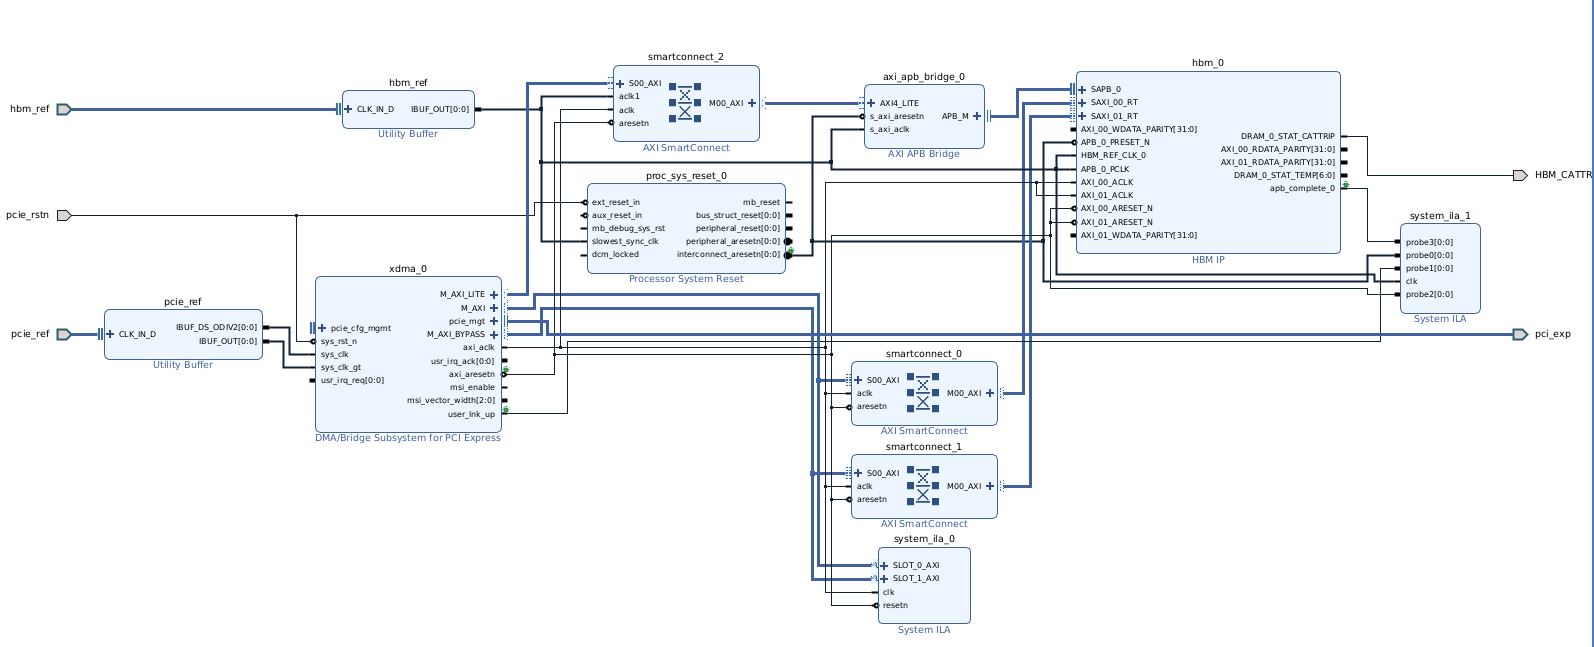 hbm_ref
hbm_ref
CLK_IN_D
IBUF_OUT[0:0]
Utility Buffer
smartconnect_2
S00_AXI
aclk1
aclk
aresetn
M00_AXI
AXI SmartConnect
axi_apb_bridge_0
AXI4_LITE
s_axi_aresetn
s_axi_aclk
APB_M
AXI APB Bridge
hbm_0
SAPB_0
SAXI_00_RT
SAXI_01_RT
AXI_00_WDATA_PARITY[31:0]
APB_0_PRESET_N
HBM_REF_CLK_0
APB_0_PCLK
AXI_00_ACLK
AXI_01_ACLK
AXI_00_ARESET_N
AXI_01_ARESET_N
AXI_01_WDATA_PARITY[31:0]
DRAM_0_STAT_CATTRIP
AXI_00_RDATA_PARITY[31:0]
AXI_01_RDATA_PARITY[31:0]
DRAM_0_STAT_TEMP[6:0]
apb_complete_0
HBM IP
HBM_CATTR
pcie_rstn
proc_sys_reset_0
ext_reset_in
aux_reset_in
mb_debug_sys_rst
slowest_sync_clk
dcm_locked
mb_reset
bus_struct_reset[0:0]
peripheral_reset[0:0]
peripheral_aresetn[0:0]
interconnect_aresetn[0:0]
Processor System Reset
system_ila_1
probe3[0:0]
probe0[0:0]
probe1[0:0]
clk
probe2[0:0]
System ILA
pcie_ref
pcie_ref
CLK_IN_D
IBUF_DS_ODIV2[0:0]
IBUF_OUT[0:0]
Utility Buffer
xdma_0
pcie_cfg_mgmt
sys_rst_n
sys_clk
sys_clk_gt
usr_irq_req[0:0]
M_AXI_LITE
M_AXI
pcie_mgt
M_AXI_BYPASS
axi_aclk
usr_irq_ack[0:0]
axi_aresetn
msi_enable
msi_vector_width[2:0]
user_lnk_up
DMA/Bridge Subsystem for PCI Express
pci_exp
smartconnect_0
S00_AXI
aclk
aresetn
M00_AXI
AXI SmartConnect
smartconnect_1
S00_AXI
aclk
aresetn
M00_AXI
AXI SmartConnect
system_ila_0
SLOT_0_AXI
SLOT_1_AXI
clk
resetn
System ILA